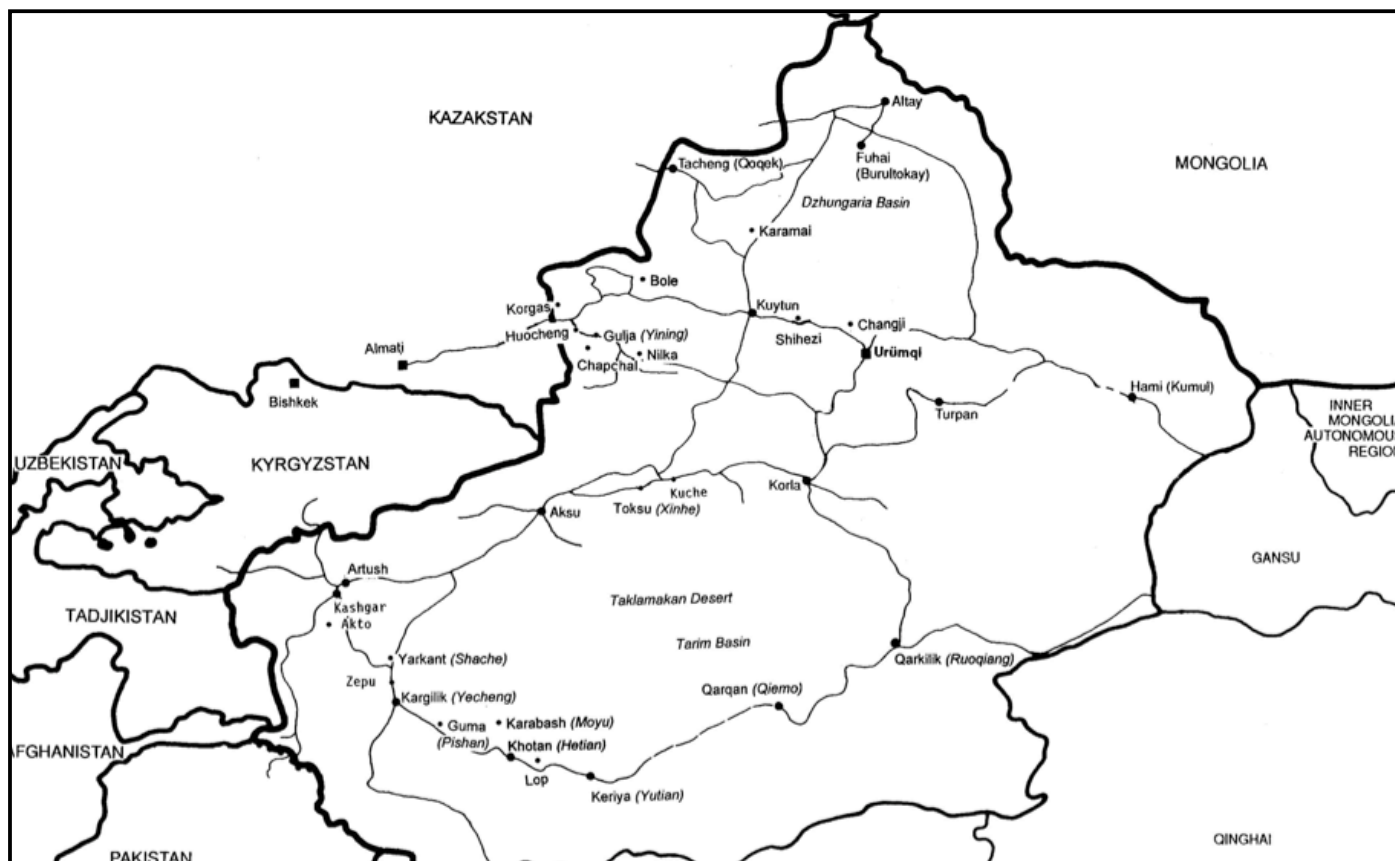 KAZAKSTAN
MONGOLIA
Altay
Fuhai
(Burultokay)
Tacheng (Qoqek)
Dzhungaria Basin
Karamai
Bole
Korgas
Kuytun
Huocheng
Gulja (Yining)
Shihezi
Changji
Almati
Chapchal
Nilka
Urümqi
Bishkek
Turpan
Hami (Kumul)
INNER
MONGOLI
AUTONOMOU
REGION
UZBEKISTAN
KYRGYZSTAN
Kuche
Toksu (Xinhe)
Korla
Aksu
GANSU
Artush
Kashgar
Akto
Taklamakan Desert
TADJIKISTAN
Tarim Basin
Yarkant (Shache)
Qarkilik (Ruoqiang)
Zepu
Kargilik (Yecheng)
Qarqan (Qiemo)
Guma
(Pishan)
Karabash (Moyu)
Khotan (Hetian)
Lop
AFGHANISTAN
Keriya (Yutian)
PAKISTAN
QINGHAI